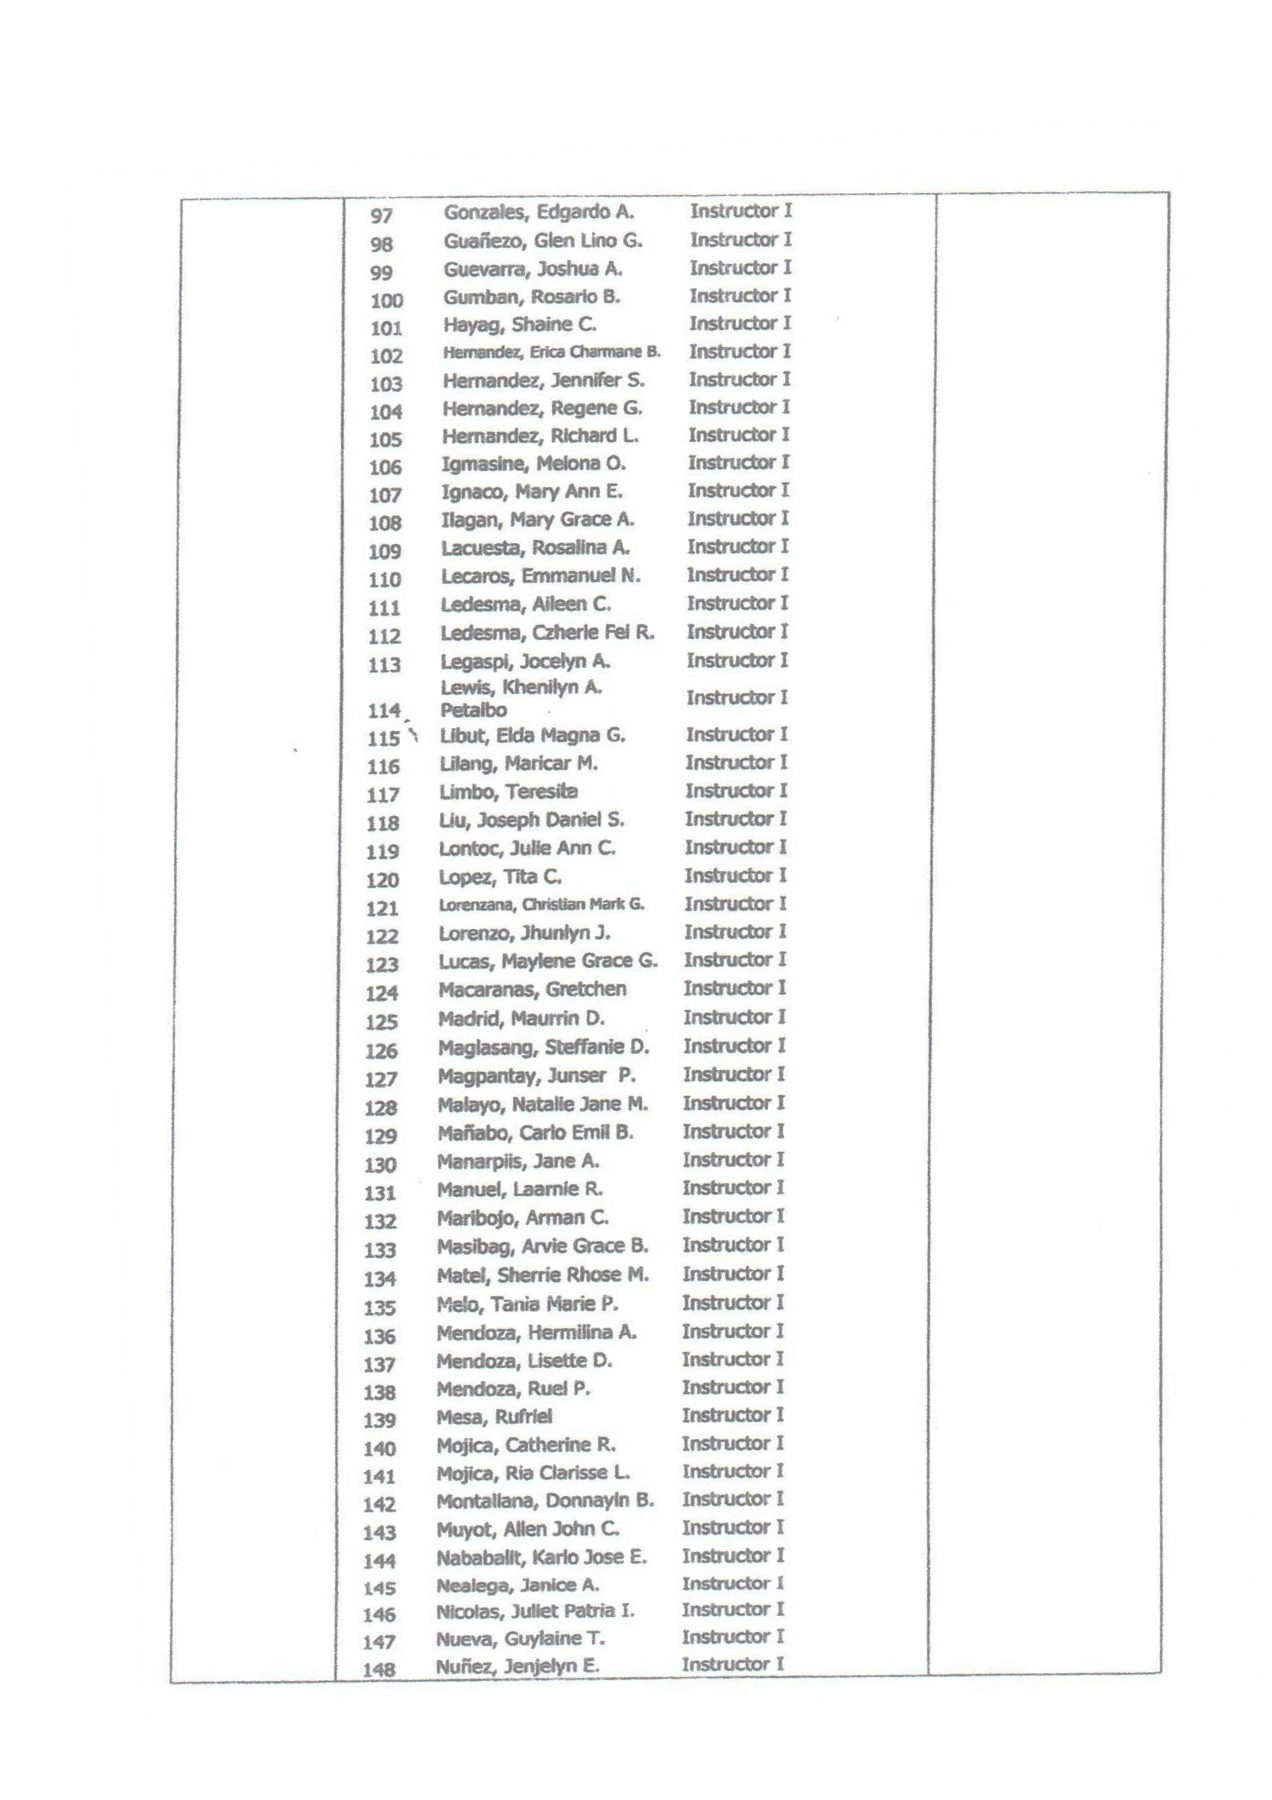 97 Gonzales, Edgardo A. Instructor I
98 Guañezo, Glen Lino G. Instructor I
99 Guevarra, Joshua A. Instructor I
100 Gumban, Rosario B. Instructor I
101 Hayag, Shaine C. Instructor I
102 Hernandez, Erica Charmane B. Instructor I
103 Hernandez, Jennifer S. Instructor I
104 Hernandez, Regene G. Instructor I
105 Hernandez, Richard L. Instructor I
106 Igmasine, Melona O. Instructor I
107 Ignaco, Mary Ann E. Instructor I
108 Ilagan, Mary Grace A. Instructor I
109 Lacuesta, Rosalina A. Instructor I
110 Lecaros, Emmanuel N. Instructor I
111 Ledesma, Aileen C. Instructor I
112 Ledesma, Czherie Fei R. Instructor I
113 Legaspi, Jocelyn A. Instructor I
Lewis, Khenilyn A. Instructor I
114 Petalbo
115 Libut, Elda Magna G. Instructor I
116 Lilang, Maricar M. Instructor I
117 Limbo, Teresita Instructor I
118 Liu, Joseph Daniel S. Instructor I
119 Lontoc, Julie Ann C. Instructor I
120 Lopez, Tita C. Instructor I
121 Lorenzana, Christian Mark G. Instructor I
122 Lorenzo, Jhunlyn J. Instructor I
123 Lucas, Maylene Grace G. Instructor I
124 Macaranas, Gretchen Instructor I
125 Madrid, Maurrin D. Instructor I
126 Maglasang, Steffanie D. Instructor I
127 Magpantay, Junser P. Instructor I
128 Malayo, Natalie Jane M. Instructor I
129 Mañabo, Carlo Emil B. Instructor I
130 Manarpiis, Jane A. Instructor I
131 Manuel, Laarnie R. Instructor I
132 Maribojo, Arman C. Instructor I
133 Masibag, Arvie Grace B. Instructor I
134 Matel, Sherrie Rhose M. Instructor I
135 Melo, Tania Marie P. Instructor I
136 Mendoza, Hermilina A. Instructor I
137 Mendoza, Lisette D. Instructor I
138 Mendoza, Ruel P. Instructor I
139 Mesa, Rufriel Instructor I
140 Mojica, Catherine R. Instructor I
141 Mojica, Ria Clarisse L. Instructor I
142 Montallana, Donnayln B. Instructor I
143 Muyot, Allen John C. Instructor I
144 Nababalit, Karlo Jose E. Instructor I
145 Nealega, Janice A. Instructor I
146 Nicolas, Juliet Patria I. Instructor I
147 Nueva, Guylaine T. Instructor I
148 Nuñez, Jenjelyn E. Instructor I